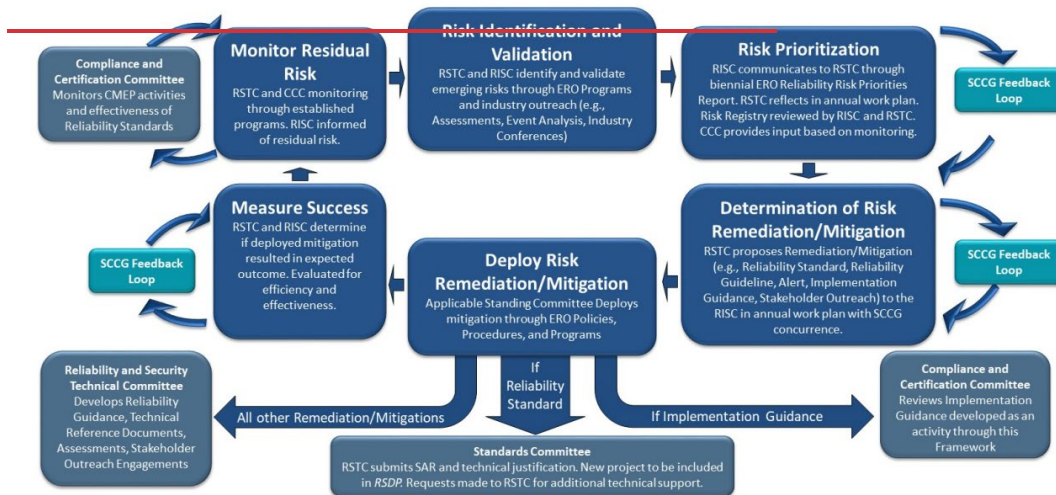 Compliance and
Certification Committee
Monitors CMEP activities
and effectiveness of
Reliability Standards
Monitor Residual
Risk
RSTC and CCC monitoring
through established
programs. RISC informed
of residual risk.
Risk Identification and
Validation
RSTC and RISC identify and validate
emerging risks through ERO Programs
and industry outreach (e.g.,
Assessments, Event Analysis, Industry
Conferences)
Risk Prioritization
RISC communicates to RSTC through
biennial ERO Reliability Risk Priorities
Report. RSTC reflects in annual work plan.
Risk Registry reviewed by RISC and RSTC.
CCC provides input based on monitoring.
SCCG Feedback
Loop
SCCG Feedback
Loop
Measure Success
RSTC and RISC determine
if deployed mitigation
resulted in expected
outcome. Evaluated for
efficiency and
effectiveness.
Deploy Risk
Remediation/Mitigation
Applicable Standing Committee Deploys
mitigation through ERO Policies,
Procedures, and Programs
Determination of Risk
Remediation/Mitigation
RSTC proposes Remediation/Mitigation
(e.g., Reliability Standard, Reliability
Guideline, Alert, Implementation
Guidance, Stakeholder Outreach) to the
RISC in annual work plan with SCCG
concurrence.
SCCG Feedback
Loop
Reliability and Security
Technical Committee
Develops Reliability
Guidance, Technical
Reference Documents,
Assessments, Stakeholder
Outreach Engagements
All other Remediation/Mitigations
If
Reliability
Standard
If Implementation Guidance
Compliance and
Certification Committee
Reviews Implementation
Guidance developed as an
activity through this
Framework
Standards Committee
RSTC submits SAR and technical justification. New project to be included
in RSDP. Requests made to RSTC for additional technical support.